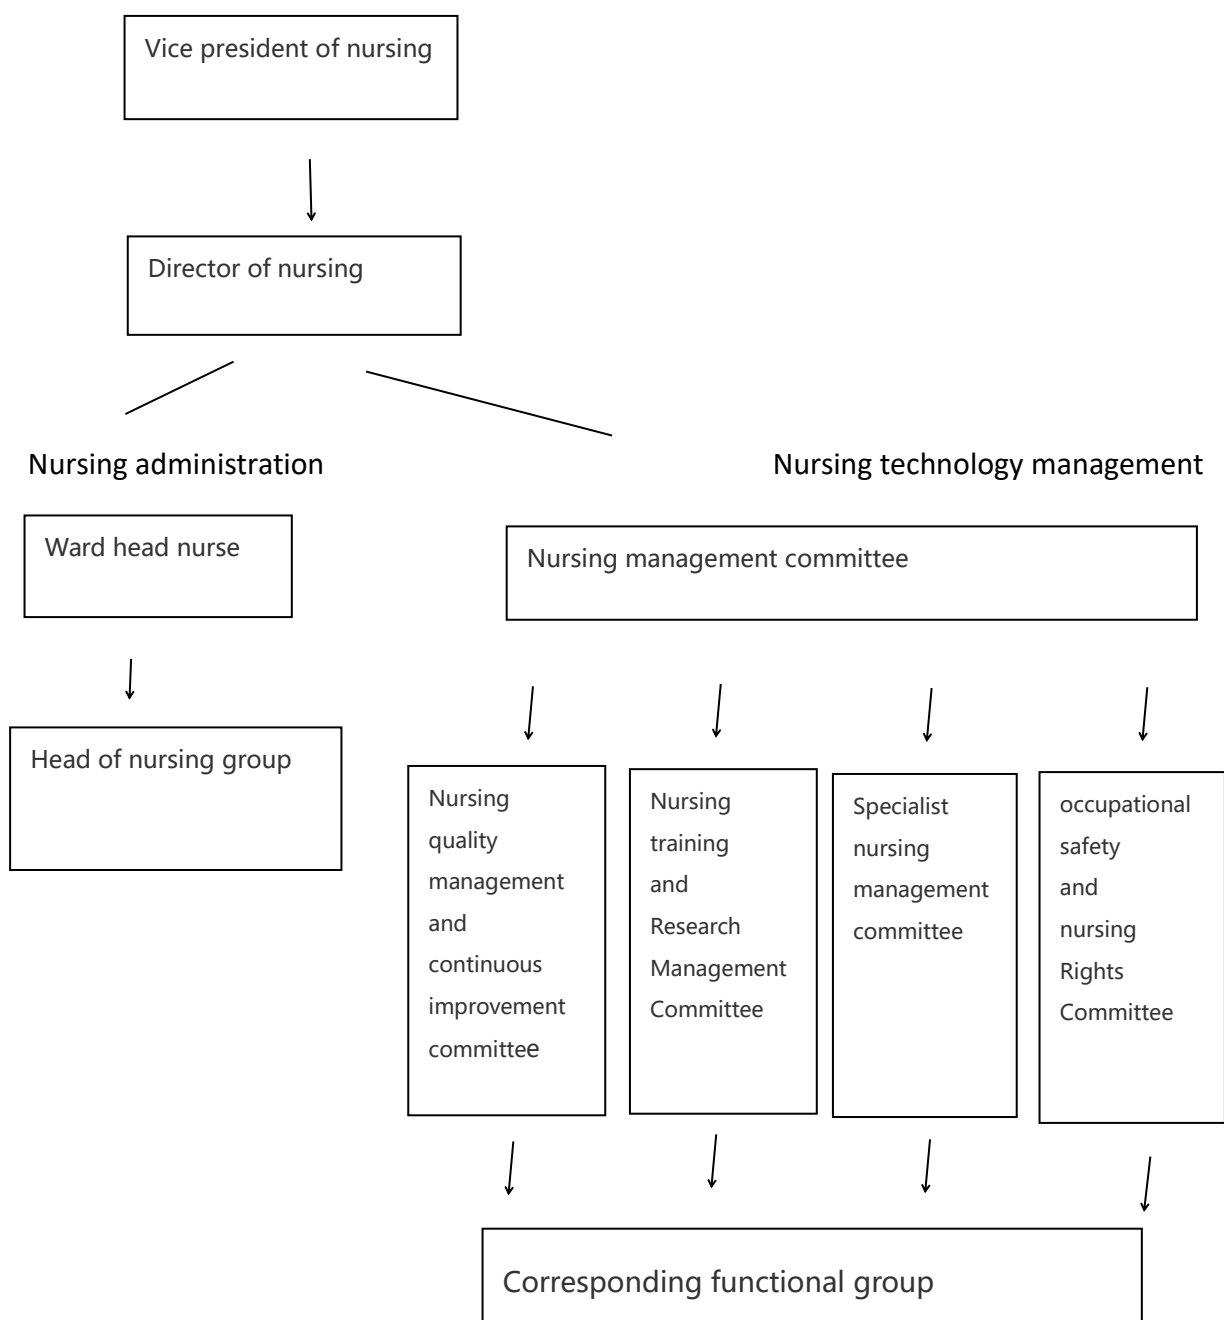 Vice president of nursing
Director of nursing
Nursing administration
Nursing technology management
Ward head nurse
Nursing management committee
Head of nursing group
Nursing
quality
management
and
continuous
improvement
committee
Nursing
training
and
Research
Management
Committee
Specialist
nursing
management
committee
occupational
safety
and
nursing
Rights
Committee
Corresponding functional group